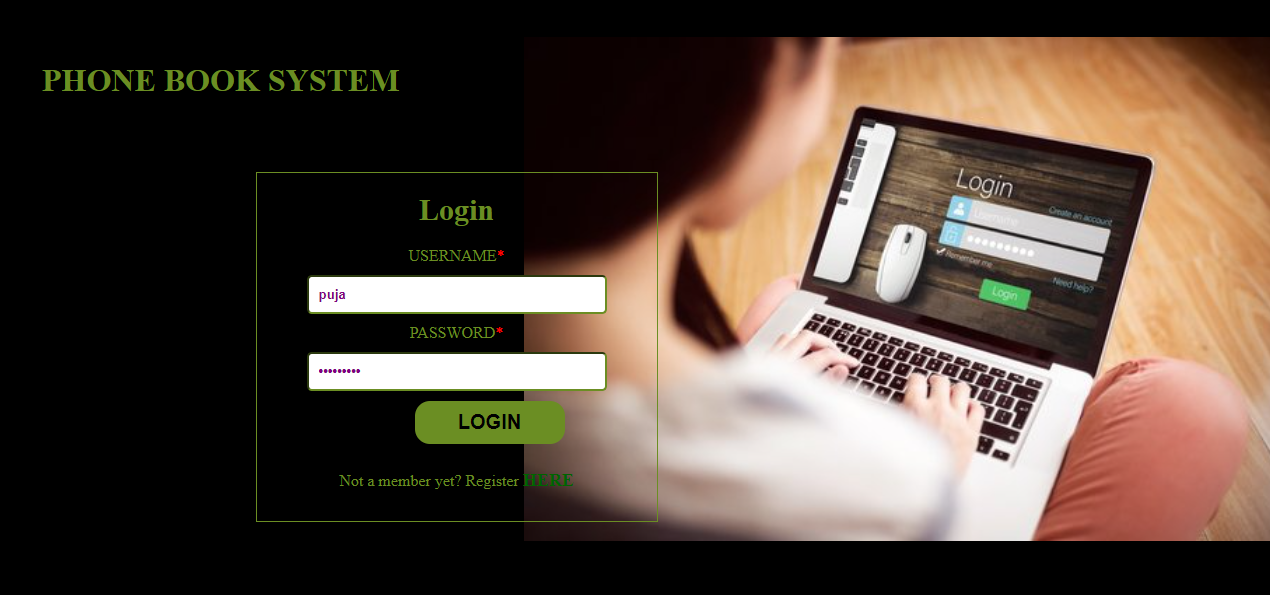 PHONE BOOK SYSTEM
Login
USERNAME*
puja
PASSWORD*
•••••••••
LOGIN
Not a member yet? Register HERE
Login
Username
Create an account
Remember me
Need help?
Login